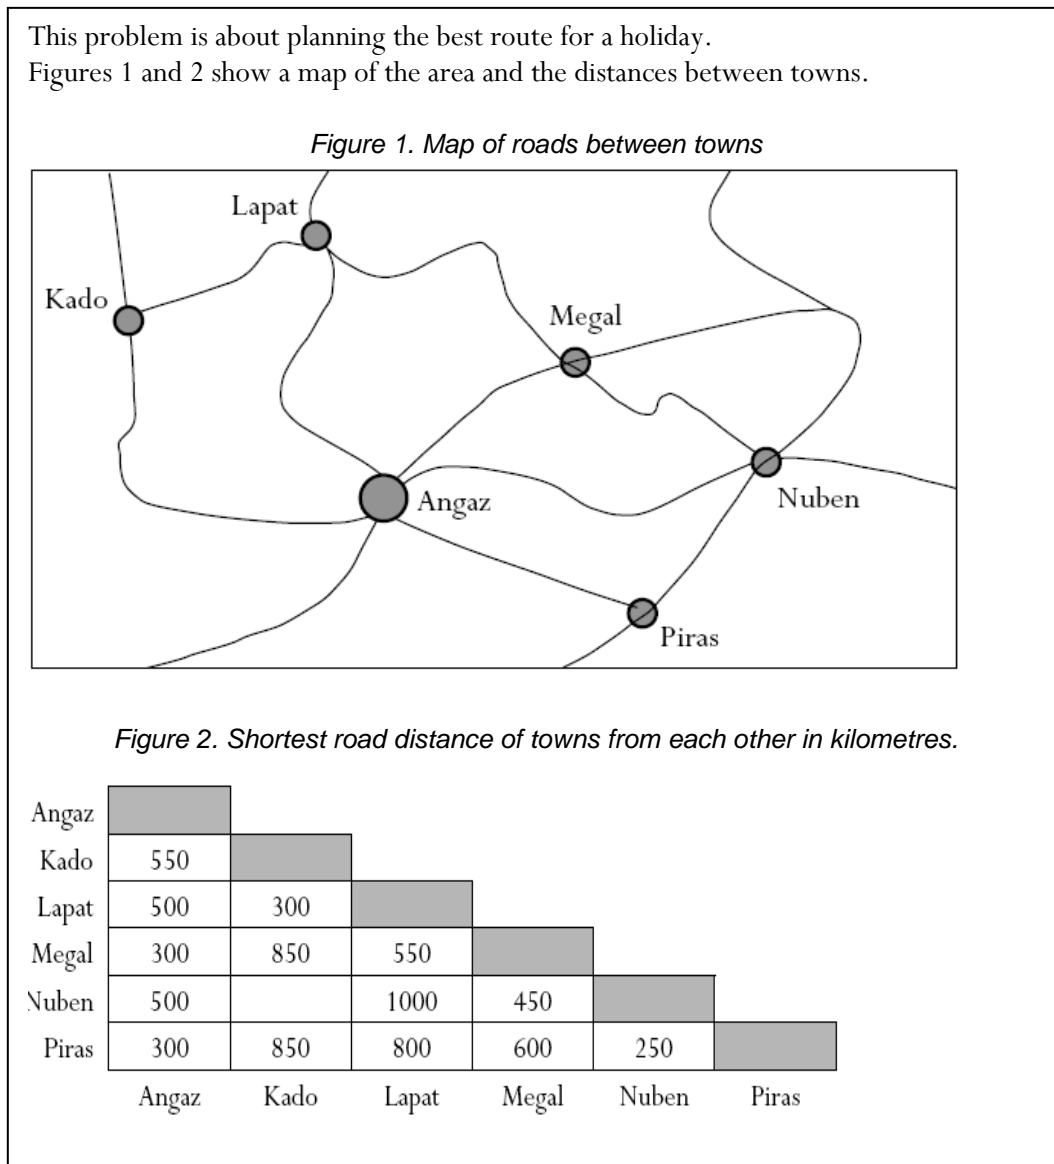 This problem is about planning the best route for a holiday.
Figures 1 and 2 show a map of the area and the distances between towns.
Figure 1. Map of roads between towns
Lapat
Kado
Megal
Angaz
Nuben
Piras
Figure 2. Shortest road distance of towns from each other in kilometres.
Angaz
Kado 550
Lapat 500 300
Megal 300 850 550
Nuben 500 1000 450
Piras 300 850 800 600 250
Angaz Kado Lapat Megal Nuben Piras